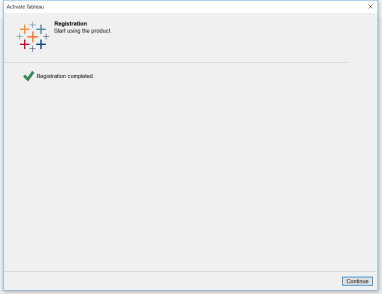 Activate Tableau
Registration
Start using the product.
Registration completed.
Continue